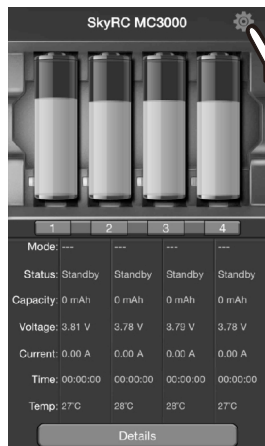 SkyRC MC3000
1 2 3 4
Mode: --- --- --- ---
Status: Standby Standby Standby Standby
Capacity: 0 mAh 0 mAh 0 mAh 0 mAh
Voltage: 3.81 V 3.78 V 3.79 V 3.78 V
Current: 0.00 A 0.00 A 0.00 A 0.00 A
Time: 00:00:00 00:00:00 00:00:00 00:00:00
Temp: 27°C 28°C 28°C 27°C
Details